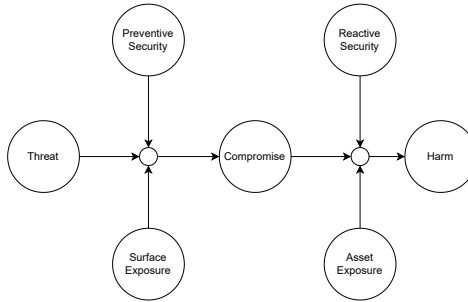 Preventive
Security
Reactive
Security
Threat
Compromise
Harm
Surface
Exposure
Asset
Exposure